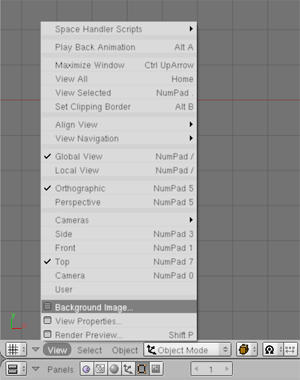 Space Handler Scripts
Play Back Animation Alt A
Maximize Window Ctrl UpArrow
View All Home
View Selected NumPad .
Set Clipping Border Alt B
Align View
View Navigation
Global View NumPad /
Local View NumPad /
Orthographic NumPad 5
Perspective NumPad 5
Cameras
Side NumPad 3
Front NumPad 1
Top NumPad 7
Camera NumPad 0
User
Background Image...
View Properties...
Render Preview... Shift P
View Select Object Object Mode
Panels 1